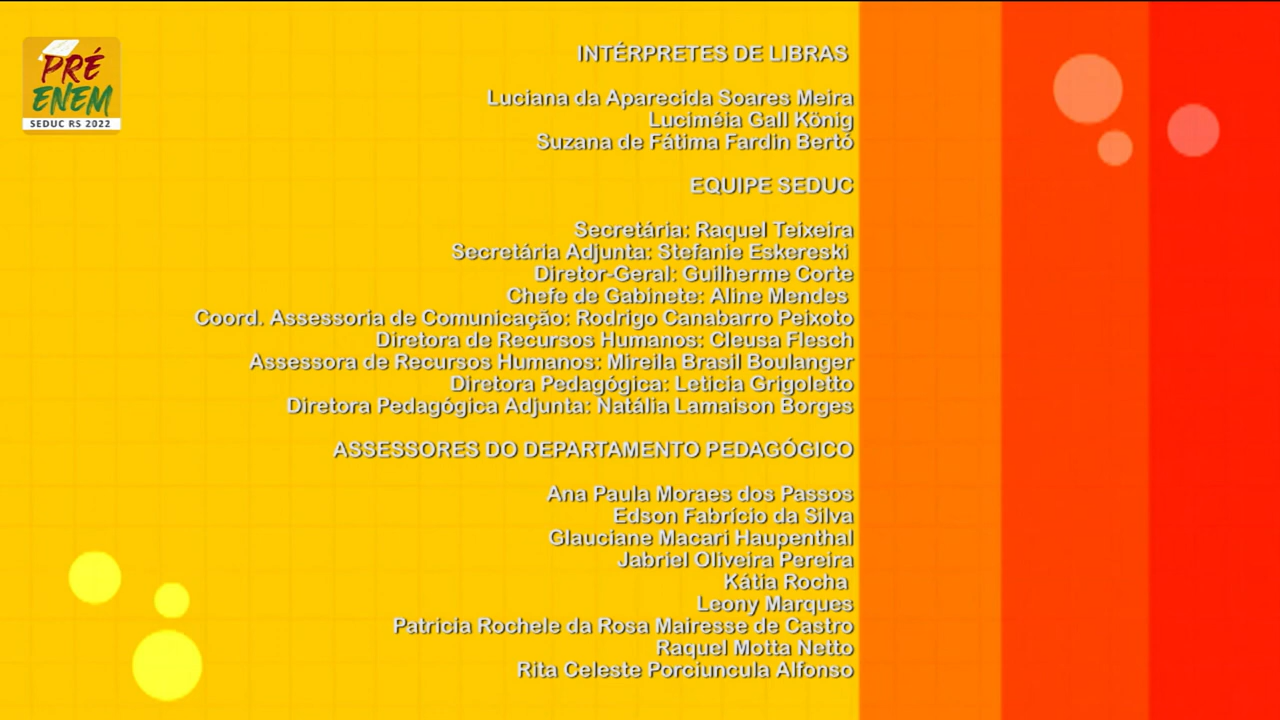 PRÉ
ENEM
SEDUC RS 2022
INTÉRPRETES DE LIBRAS
Luciana da Aparecida Soares Meira
Luciméia Gall König
Suzana de Fátima Fardin Bertó
EQUIPE SEDUC
Secretária: Raquel Teixeira
Secretária Adjunta: Stefanie Eskereski
Diretor-Geral: Guilherme Corte
Chefe de Gabinete: Aline Mendes
Coord. Assessoria de Comunicação: Rodrigo Canabarro Peixoto
Diretora de Recursos Humanos: Cleusa Flesch
Assessora de Recursos Humanos: Mireila Brasil Boulanger
Diretora Pedagógica: Leticia Grigoletto
Diretora Pedagógica Adjunta: Natália Lamaison Borges
ASSESSORES DO DEPARTAMENTO PEDAGÓGICO
Ana Paula Moraes dos Passos
Edson Fabrício da Silva
Glauciane Macari Haupenthal
Jabriel Oliveira Pereira
Kátia Rocha
Leony Marques
Patricia Rochele da Rosa Mairesse de Castro
Raquel Motta Netto
Rita Celeste Porciuncula Alfonso